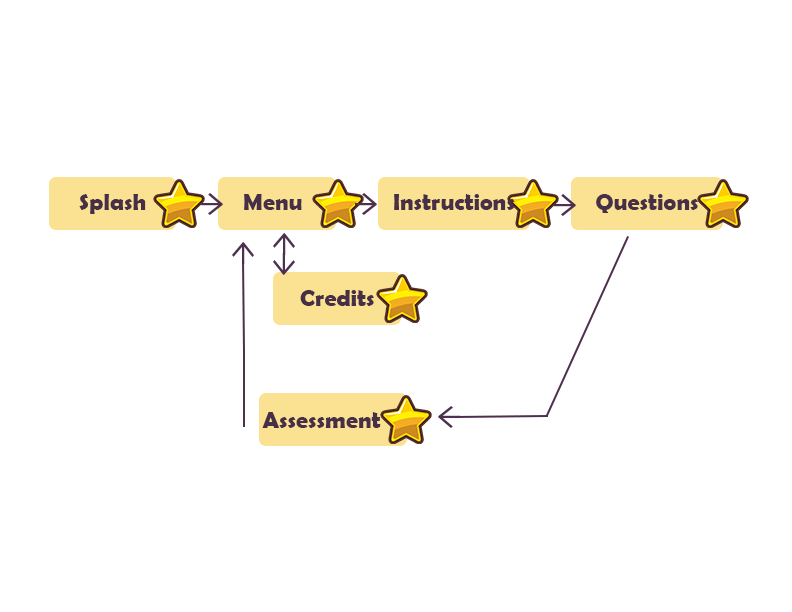 Splash
Menu
Instructions
Questions
Credits
Assessment